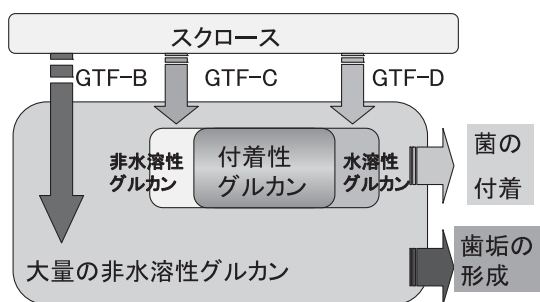 スクロース
GTF-B
GTF-C
GTF-D
非水溶性
グルカン
付着性
グルカン
水溶性
グルカン
菌の
付着
大量の非水溶性グルカン
歯垢の
形成